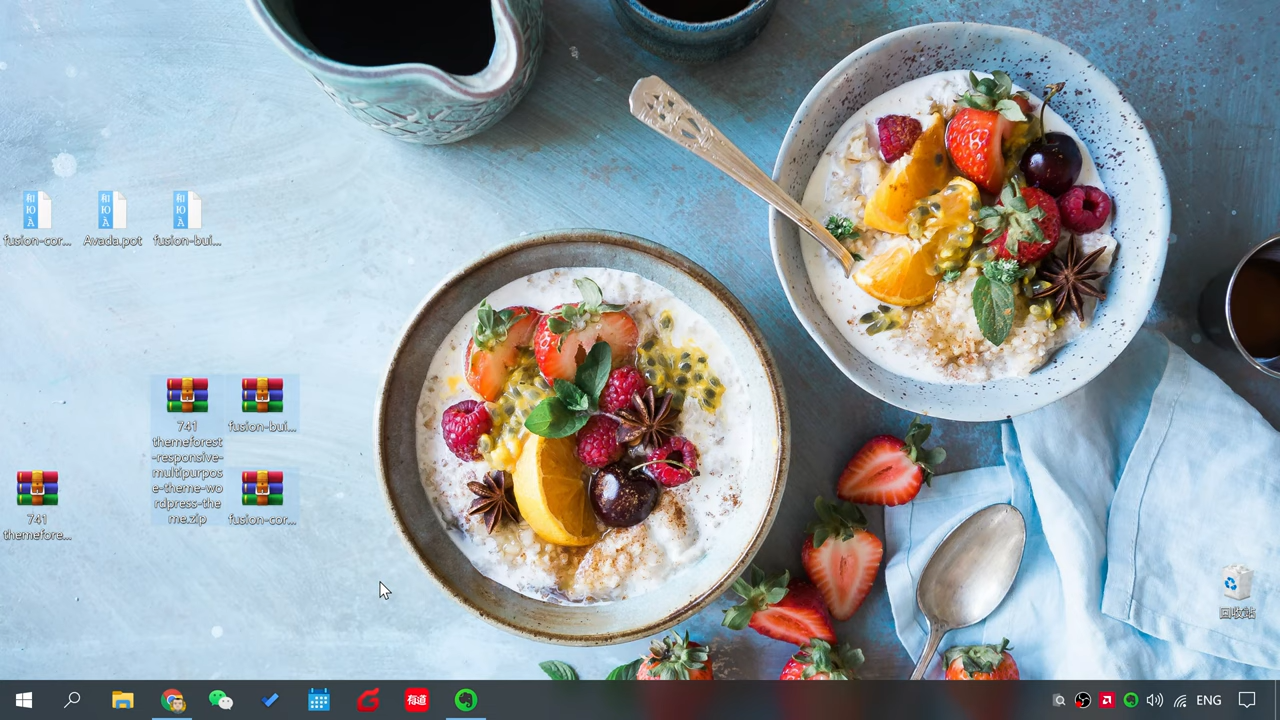 fusion-cor...
Avada.pot
fusion-bui...
741
themeforest
-responsive-
multipurpos
e-theme-wo
rdpress-the
me.zip
fusion-bui...
741
themefore...
fusion-cor...
回收站
有道
ENG